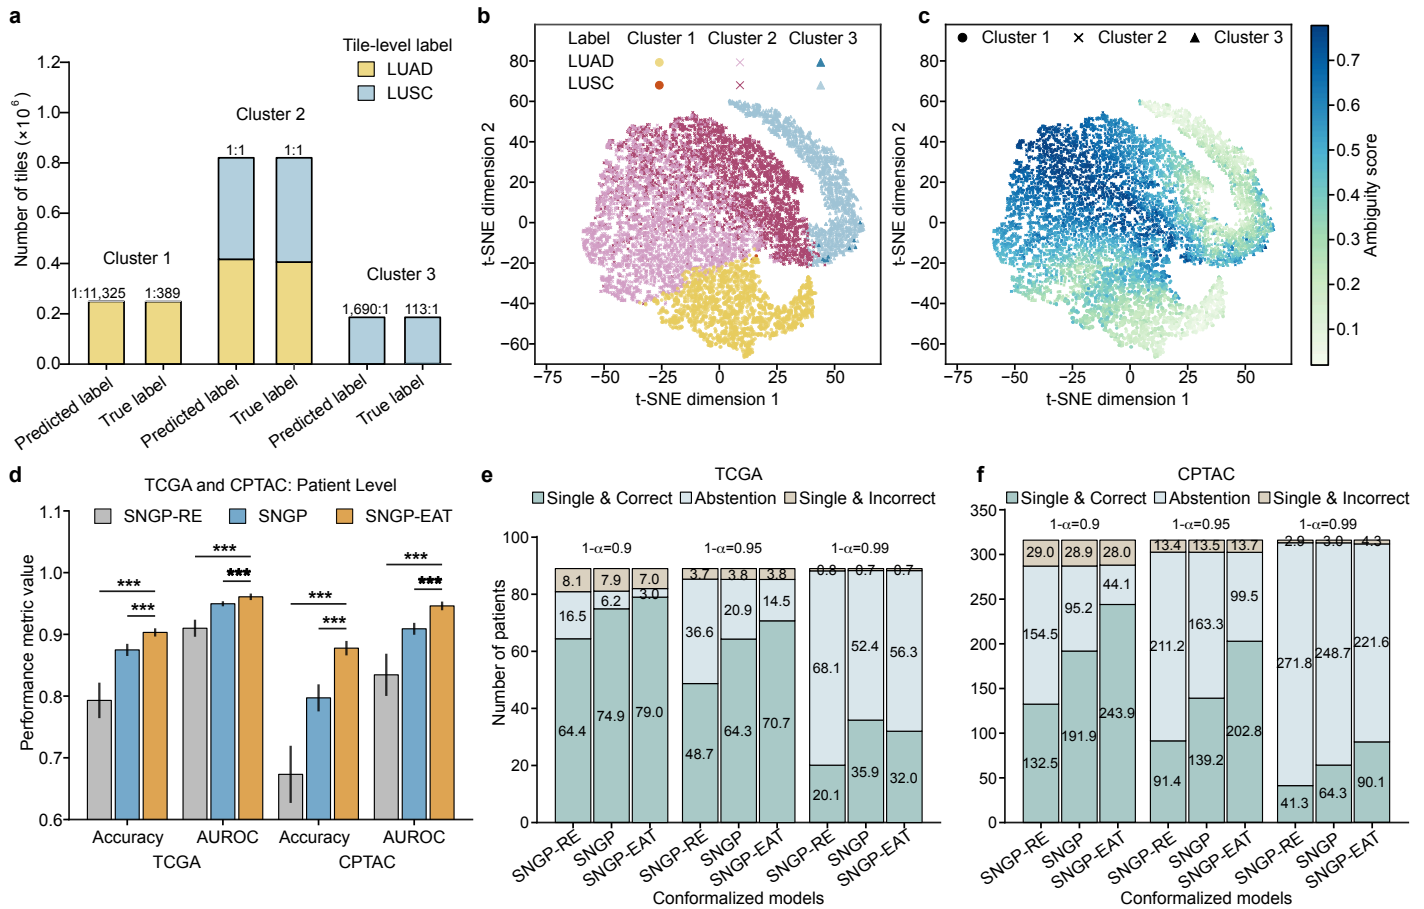 a
Tile-level label
LUAD
LUSC
Number of tiles (×10⁶)
1.2
1.0
0.8
0.6
0.4
0.2
0.0
Cluster 1
Cluster 2
Cluster 3
1:11,325
1:389
1:1
1:1
1,690:1
113:1
Predicted label
True label
Predicted label
True label
Predicted label
True label
b
Label Cluster 1 Cluster 2 Cluster 3
LUAD
LUSC
t-SNE dimension 2
80
60
40
20
0
−20
−40
−60
−75 −50 −25 0 25 50
t-SNE dimension 1
c
Cluster 1 Cluster 2 Cluster 3
t-SNE dimension 2
80
60
40
20
0
−20
−40
−60
−75 −50 −25 0 25 50
t-SNE dimension 1
0.7
0.6
0.5
0.4
0.3
0.2
0.1
Ambiguity score
d
TCGA and CPTAC: Patient Level
SNGP-RE SNGP SNGP-EAT
Performance metric value
1.1
1.0
0.9
0.8
0.7
0.6
***
***
***
***
***
***
***
***
Accuracy AUROC Accuracy AUROC
TCGA CPTAC
e
TCGA
Single & Correct Abstention Single & Incorrect
Number of patients
100
80
60
40
20
0
1-α=0.9 1-α=0.95 1-α=0.99
8.1 7.9 7.0 3.7 3.8 3.8 0.8 0.7 0.7
16.5 6.2 3.0 36.6 20.9 14.5 68.1 52.4 56.3
64.4 74.9 79.0 48.7 64.3 70.7 20.1 35.9 32.0
SNGP-RE SNGP SNGP-EAT SNGP-RE SNGP SNGP-EAT SNGP-RE SNGP SNGP-EAT
Conformalized models
f
CPTAC
Single & Correct Abstention Single & Incorrect
350
300
250
200
150
100
50
0
1-α=0.9 1-α=0.95 1-α=0.99
29.0 28.9 28.0 13.4 13.5 13.7 2.9 3.0 4.3
154.5 95.2 44.1 211.2 163.3 99.5 271.8 248.7 221.6
132.5 191.9 243.9 91.4 139.2 202.8 41.3 64.3 90.1
SNGP-RE SNGP SNGP-EAT SNGP-RE SNGP SNGP-EAT SNGP-RE SNGP SNGP-EAT
Conformalized models